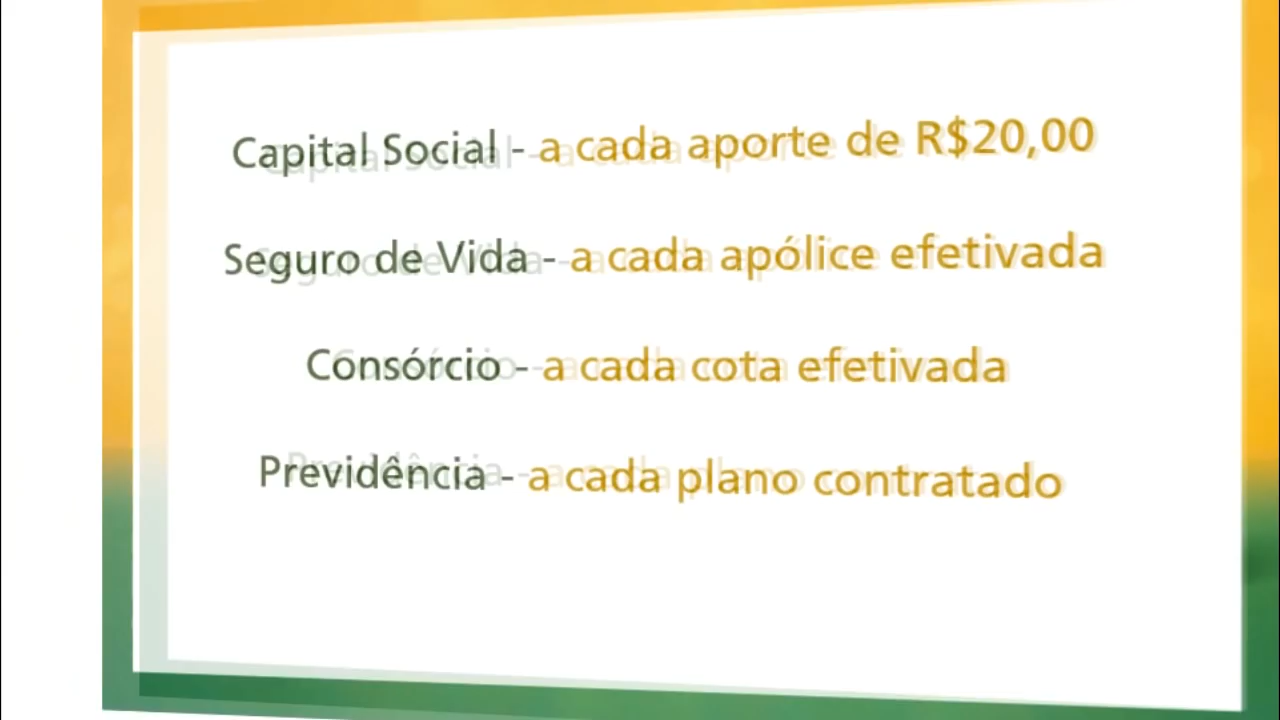 Capital Social - a cada aporte de R$20,00
Seguro de Vida - a cada apólice efetivada
Consórcio - a cada cota efetivada
Previdência - a cada plano contratado